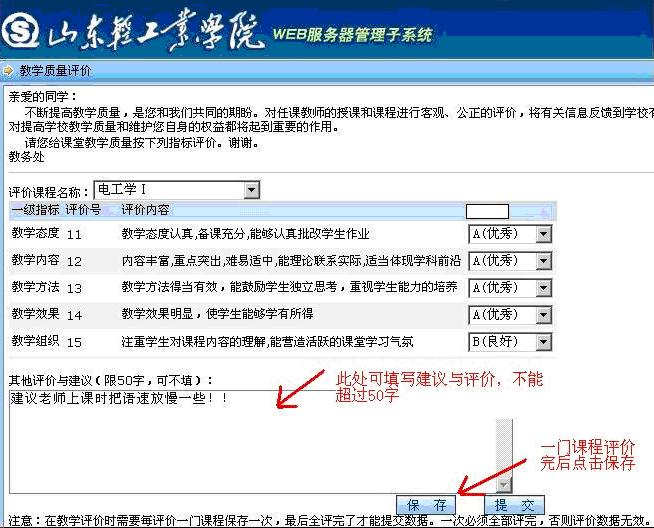 山东轻工业学院 WEB服务器管理子系统
教学质量评价
亲爱的同学：
不断提高教学质量，是您和我们共同的期盼。对任课教师的授课和课程进行客观、公正的评价，将有关信息反馈到学校有
对提高学校教学质量和维护您自身的权益都将起到重要的作用。
请您给课堂教学质量按下列指标评价。谢谢。
教务处
评价课程名称：电工学Ⅰ
一级指标 评价号 评价内容
教学态度 11 教学态度认真,备课充分,能够认真批改学生作业 A(优秀)
教学内容 12 内容丰富,重点突出,难易适中,能理论联系实际,适当体现学科前沿 A(优秀)
教学方法 13 教学方法得当有效，能鼓励学生独立思考，重视学生能力的培养 A(优秀)
教学效果 14 教学效果明显，使学生能够学有所得 A(优秀)
教学组织 15 注重学生对课程内容的理解,能营造活跃的课堂学习气氛 B(良好)
其他评价与建议(限50字，可不填)：
建议老师上课时把语速放慢一些！！
此处可填写建议与评价，不能
超过50字
一门课程评价
完后点击保存
保 存 提 交
注意：在教学评价时需要每评价一门课程保存一次，最后全评完了才能提交数据。一次必须全部评完，否则评价数据无效。